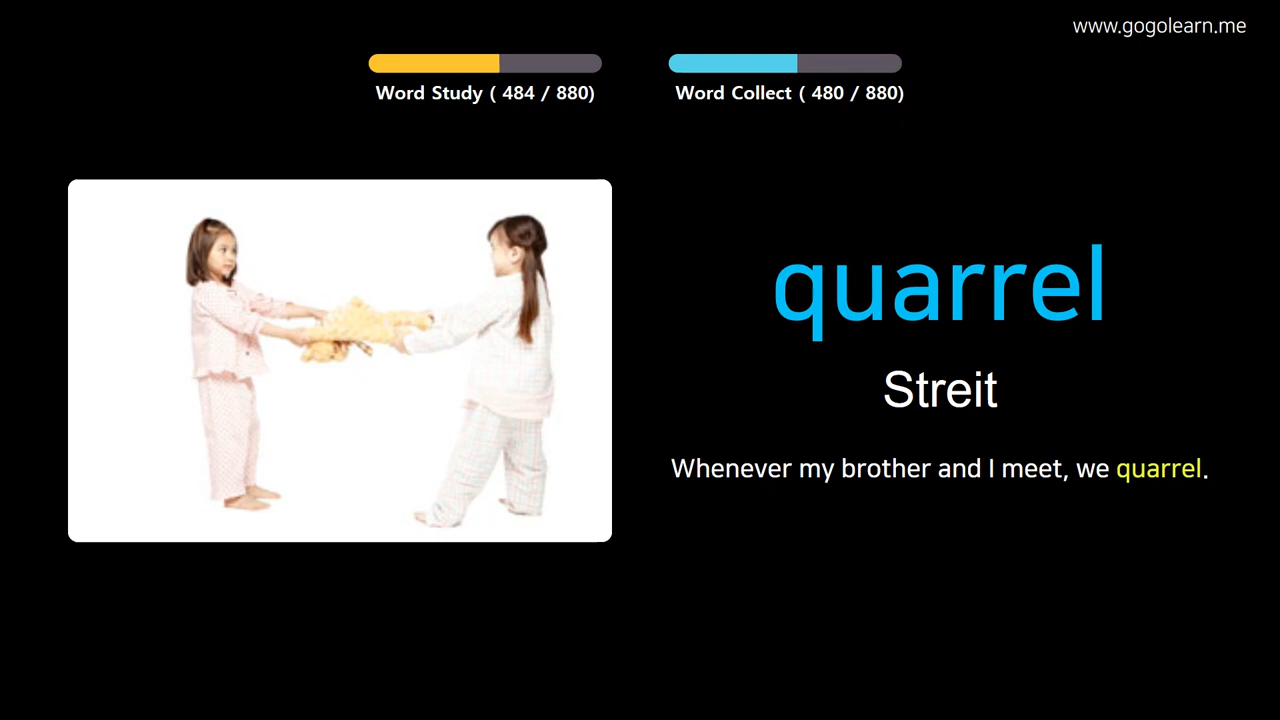 www.gogolearn.me
Word Study ( 484 / 880)
Word Collect ( 480 / 880)
quarrel
Streit
Whenever my brother and I meet, we quarrel.